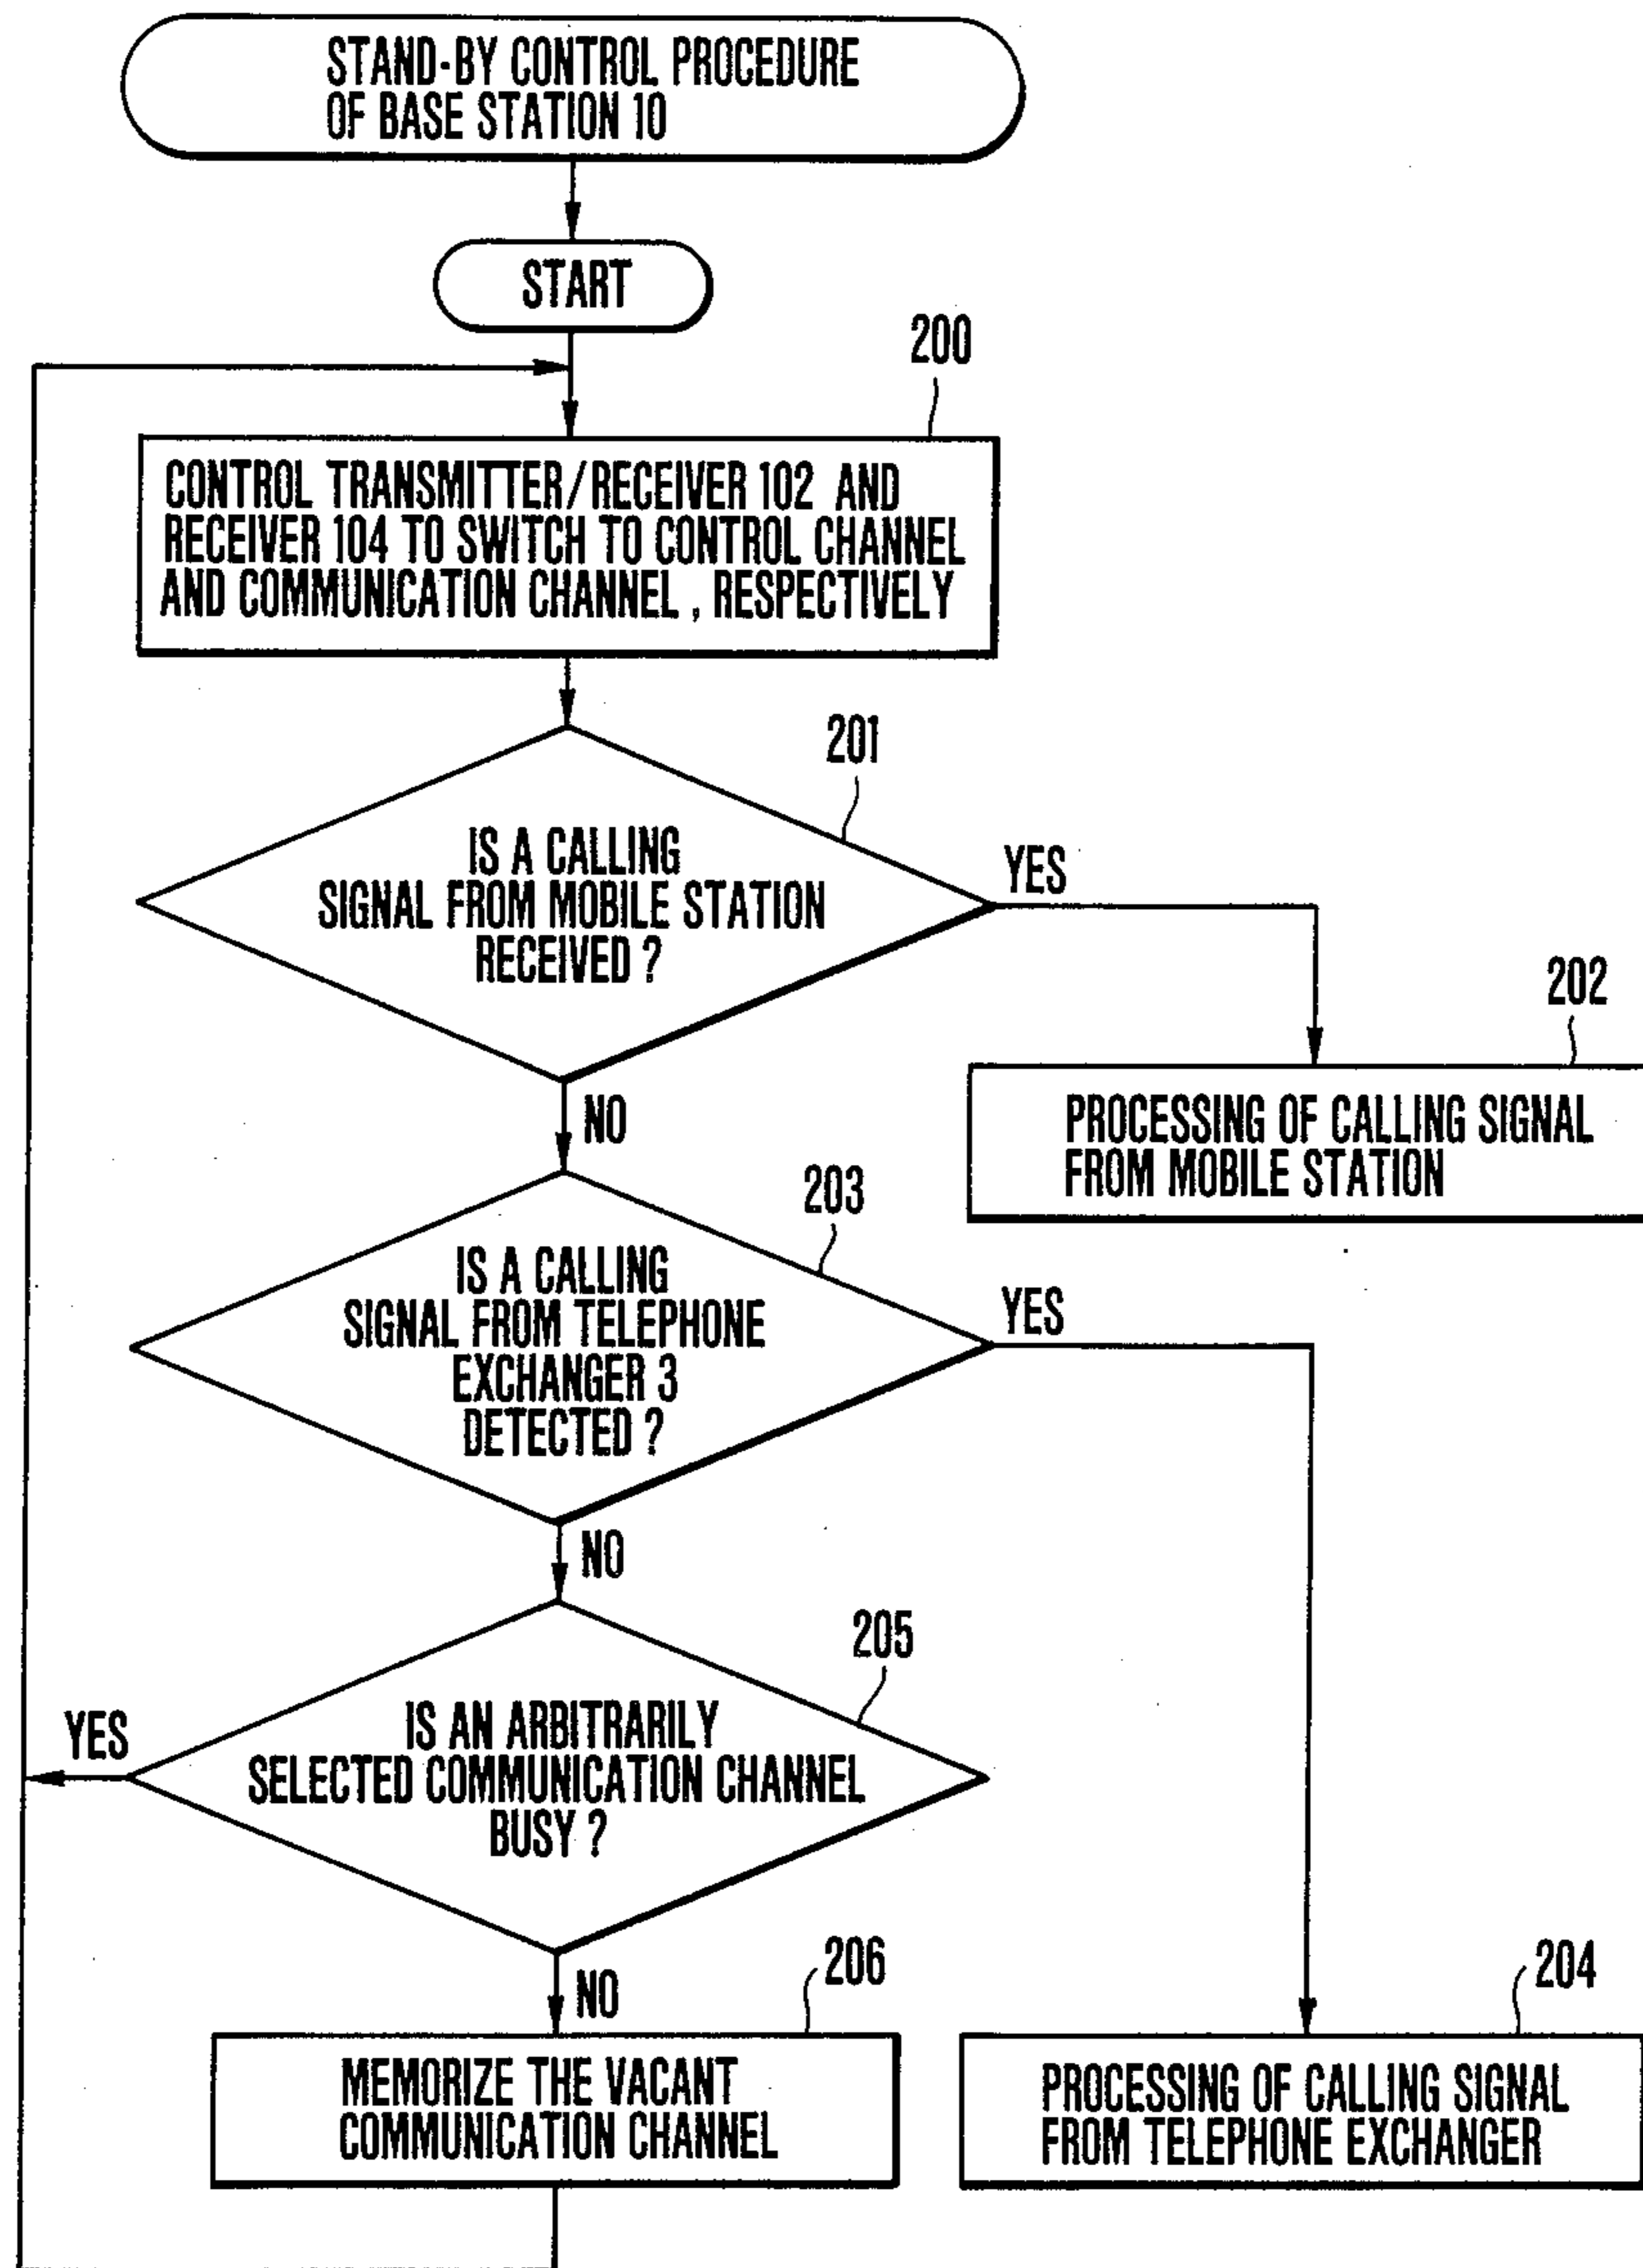 STAND-BY CONTROL PROCEDURE
OF BASE STATION 10
START
200
CONTROL TRANSMITTER/RECEIVER 102 AND
RECEIVER 104 TO SWITCH TO CONTROL CHANNEL
AND COMMUNICATION CHANNEL, RESPECTIVELY
201
IS A CALLING
SIGNAL FROM MOBILE STATION
RECEIVED ?
YES
202
PROCESSING OF CALLING SIGNAL
FROM MOBILE STATION
NO
203
IS A CALLING
SIGNAL FROM TELEPHONE
EXCHANGER 3
DETECTED ?
YES
NO
205
YES
IS AN ARBITRARILY
SELECTED COMMUNICATION CHANNEL
BUSY ?
NO
206
MEMORIZE THE VACANT
COMMUNICATION CHANNEL
204
PROCESSING OF CALLING SIGNAL
FROM TELEPHONE EXCHANGER